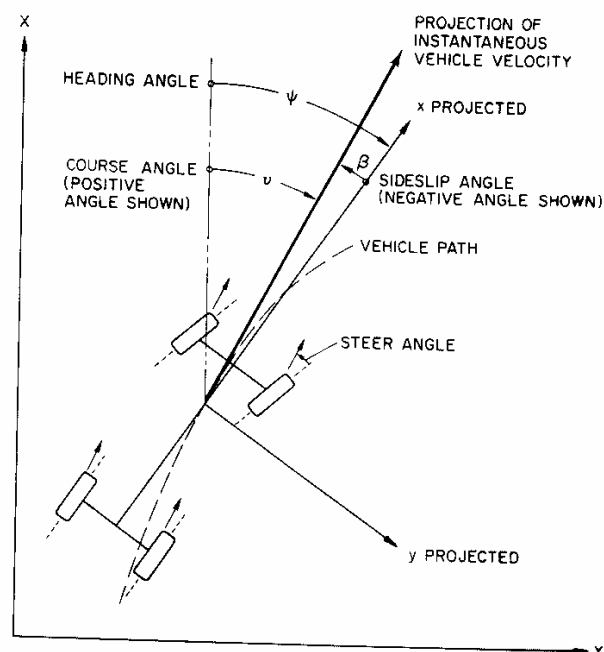 X
PROJECTION OF
INSTANTANEOUS
VEHICLE VELOCITY
HEADING ANGLE
ψ
x PROJECTED
COURSE ANGLE
(POSITIVE
ANGLE SHOWN)
υ
β
SIDESLIP ANGLE
(NEGATIVE ANGLE SHOWN)
VEHICLE PATH
STEER ANGLE
y PROJECTED
Y